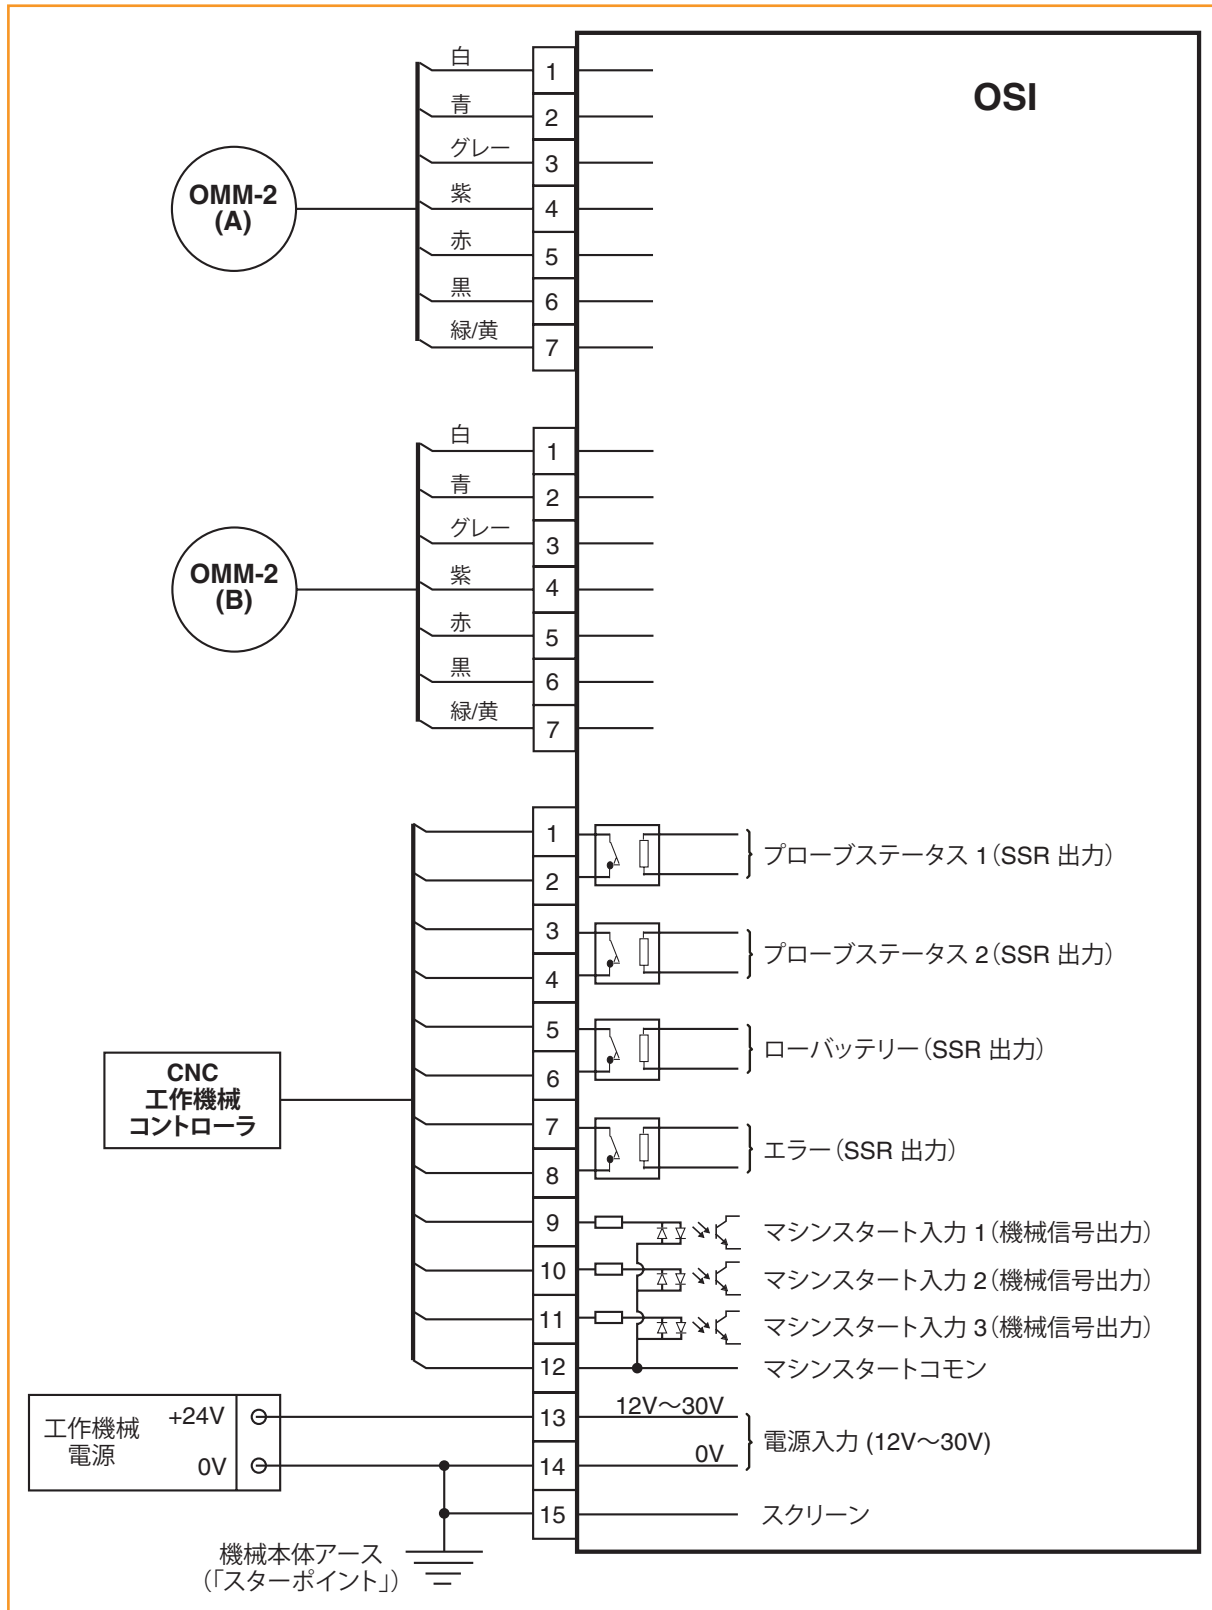 OSI
白
1
青
2
グレー
3
OMM-2
(A)
紫
4
赤
5
黒
6
緑/黄
7
白
1
青
2
グレー
3
OMM-2
(B)
紫
4
赤
5
黒
6
緑/黄
7
1
2
プローブステータス 1(SSR 出力)
3
4
プローブステータス 2(SSR 出力)
5
6
ローバッテリー(SSR 出力)
CNC
工作機械
コントローラ
7
8
エラー(SSR 出力)
9
マシンスタート入力 1(機械信号出力)
10
マシンスタート入力 2(機械信号出力)
11
マシンスタート入力 3(機械信号出力)
12
マシンスタートコモン
工作機械
電源
+24V
0V
13
12V～30V
14
0V
電源入力 (12V～30V)
15
スクリーン
機械本体アース
(「スターポイント」)